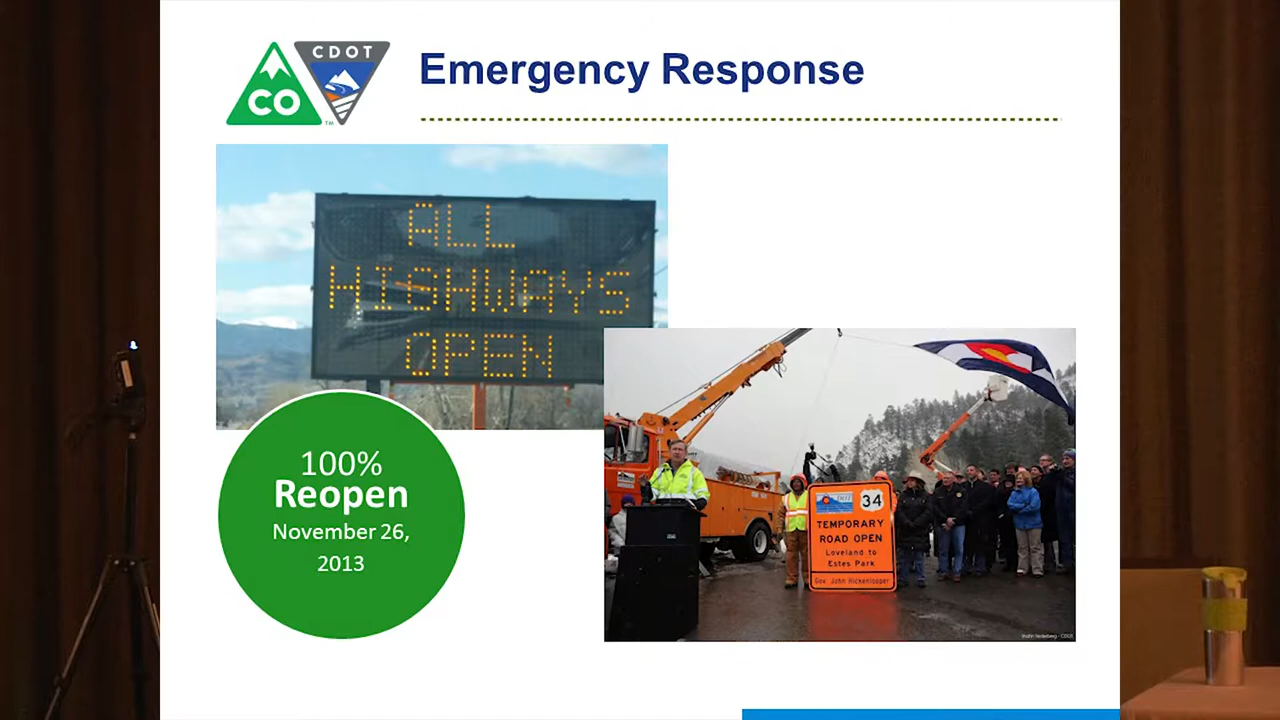 CO
TM
CDOT
Emergency Response
ALL
HIGHWAYS
OPEN
100%
Reopen
November 26,
2013
34
TEMPORARY
ROAD OPEN
Loveland to
Estes Park
Gov. John Hickenlooper